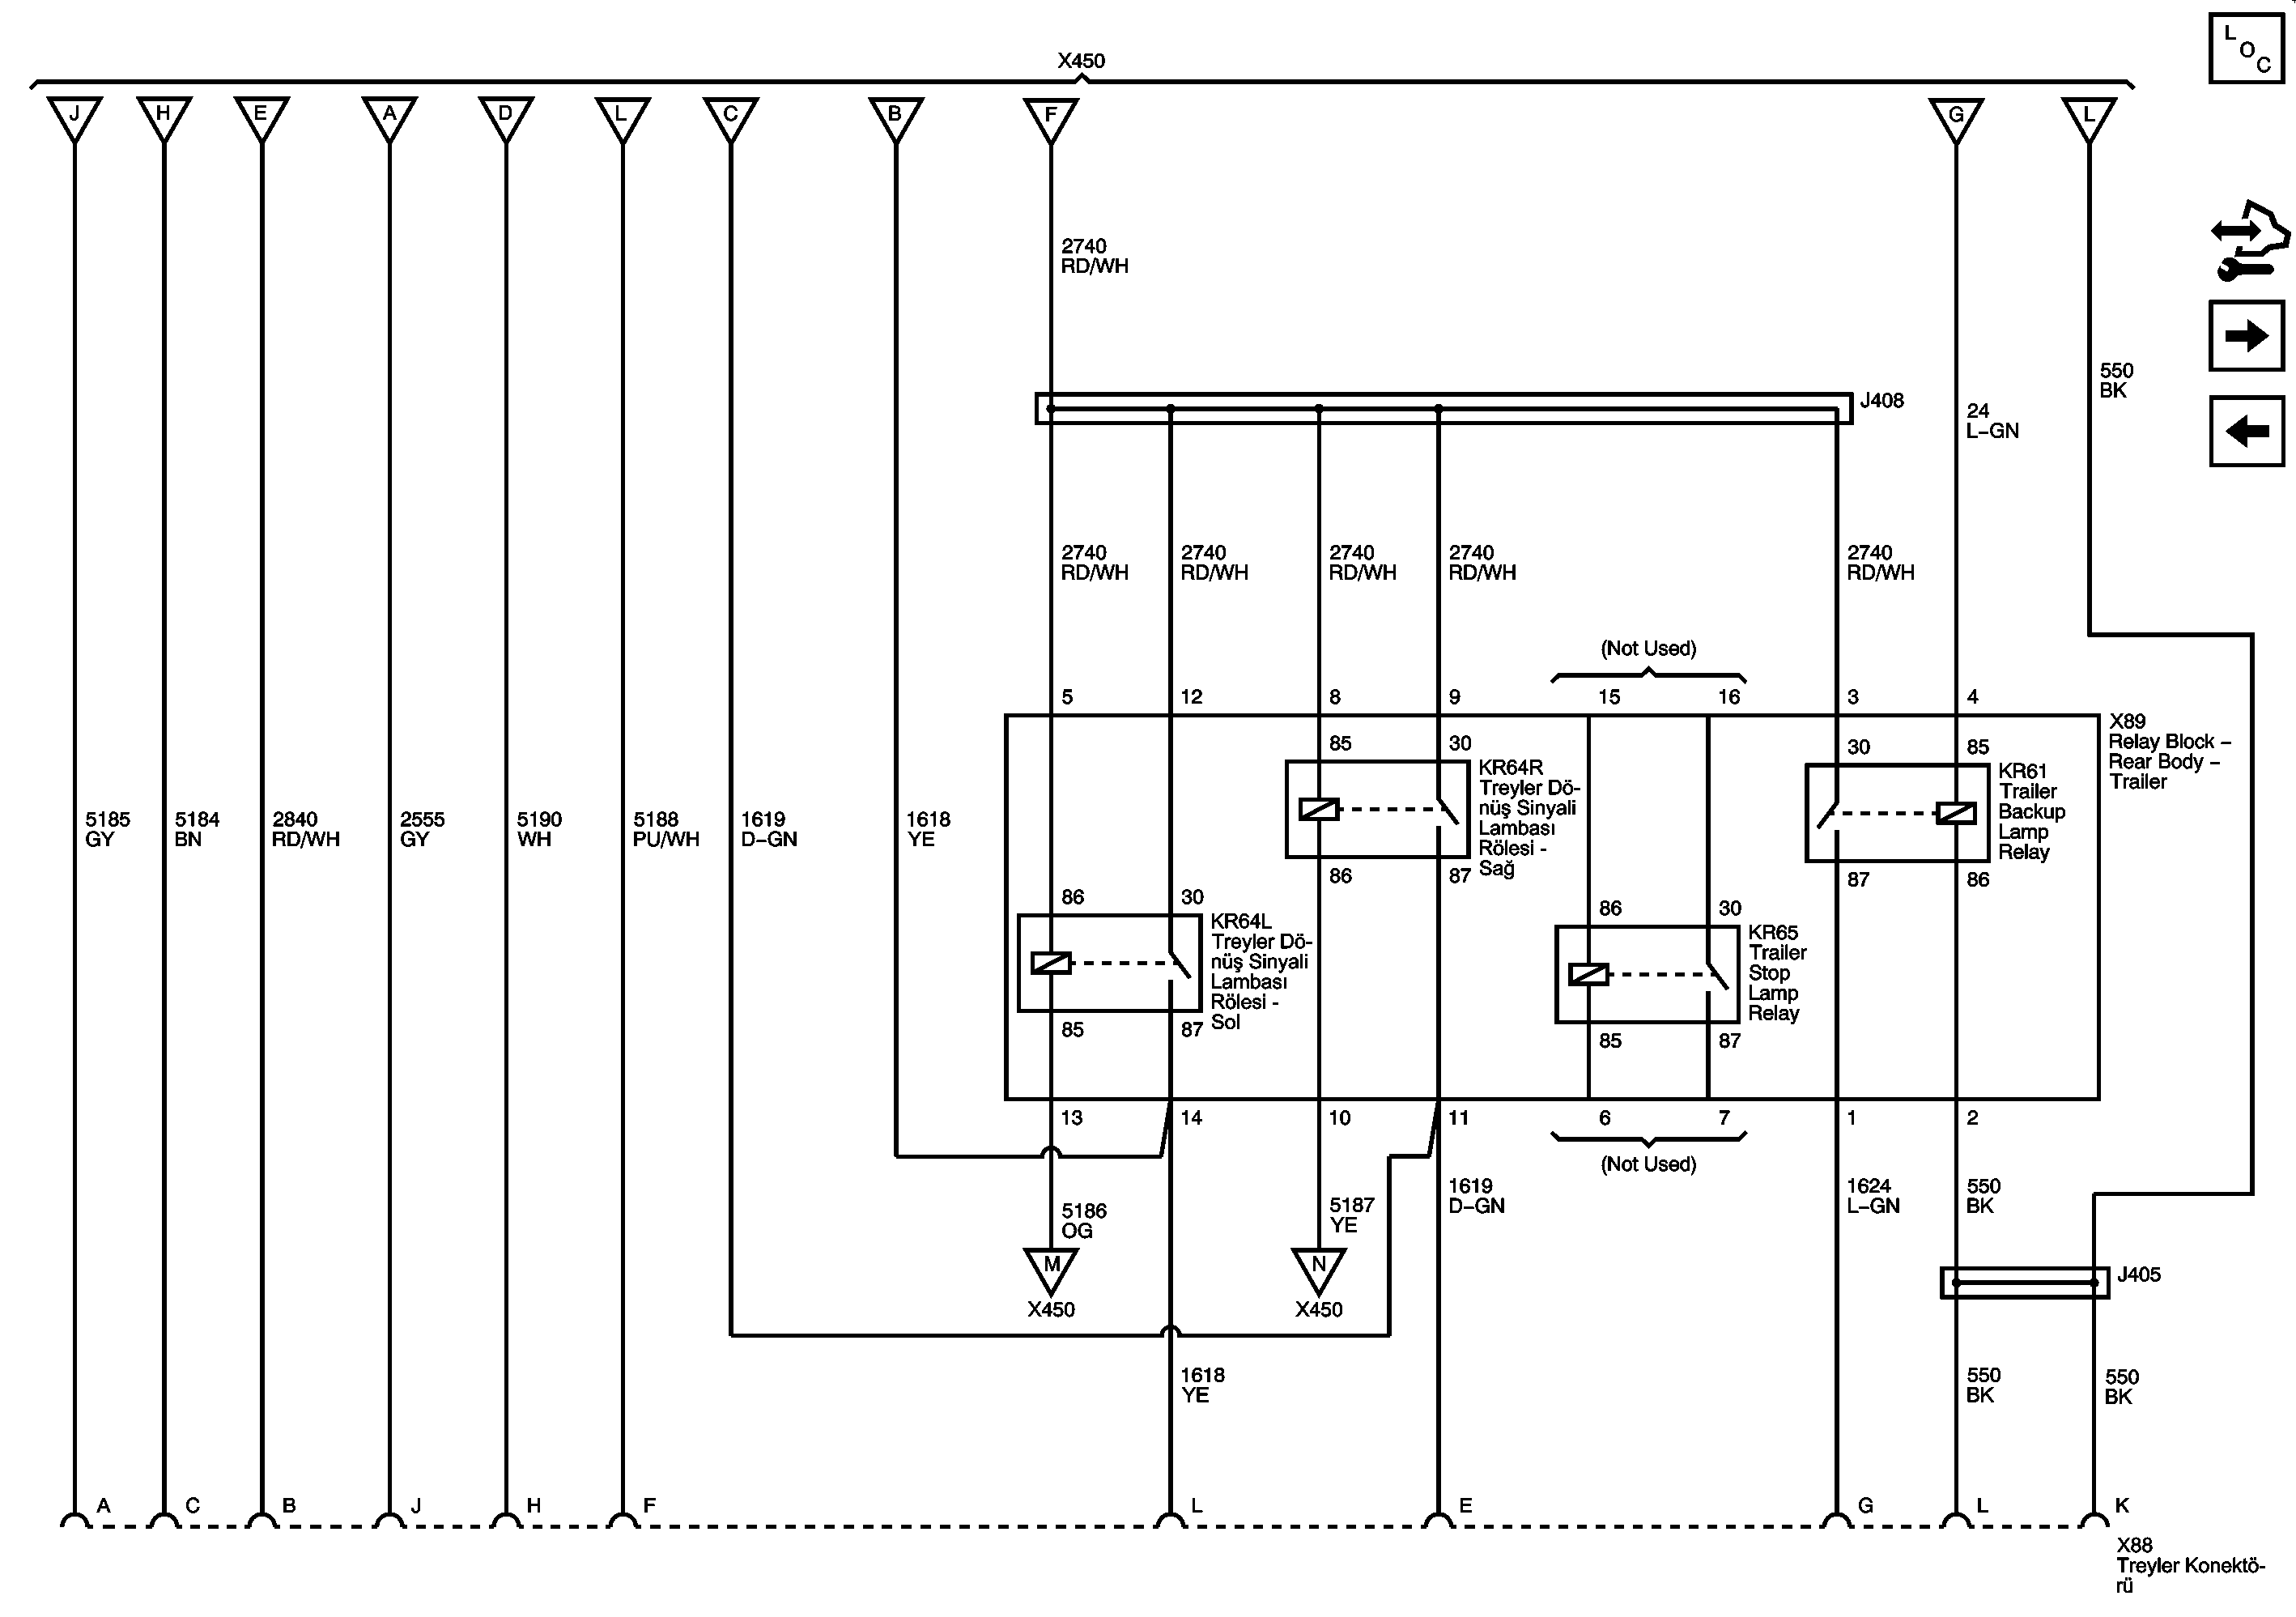 L
O
C
X450
J H E A D L C B F G L
2740
RD/WH
550
BK
J408
24
L–GN
2740
RD/WH
2740
RD/WH
2740
RD/WH
2740
RD/WH
2740
RD/WH
(Not Used)
5 12 8 9 15 16 3 4
X89
Relay Block –
Rear Body –
Trailer
85 30
KR64R
Treyler Dö-
nüş Sinyali
Lambası
Rölesi -
Sağ
86 87
30 85
KR61
Trailer
Backup
Lamp
Relay
87 86
5185
GY
5184
BN
2840
RD/WH
2555
GY
5190
WH
5188
PU/WH
1619
D–GN
1618
YE
86 30
KR64L
Treyler Dö-
nüş Sinyali
Lambası
Rölesi -
Sol
85 87
86 30
KR65
Trailer
Stop
Lamp
Relay
85 87
13 14 10 11 6 7 1 2
(Not Used)
5186
OG
M
X450
5187
YE
N
X450
1619
D–GN
1624
L–GN
550
BK
J405
1618
YE
550
BK
550
BK
A C B J H F L E G L K
X88
Treyler Konektö-
rü